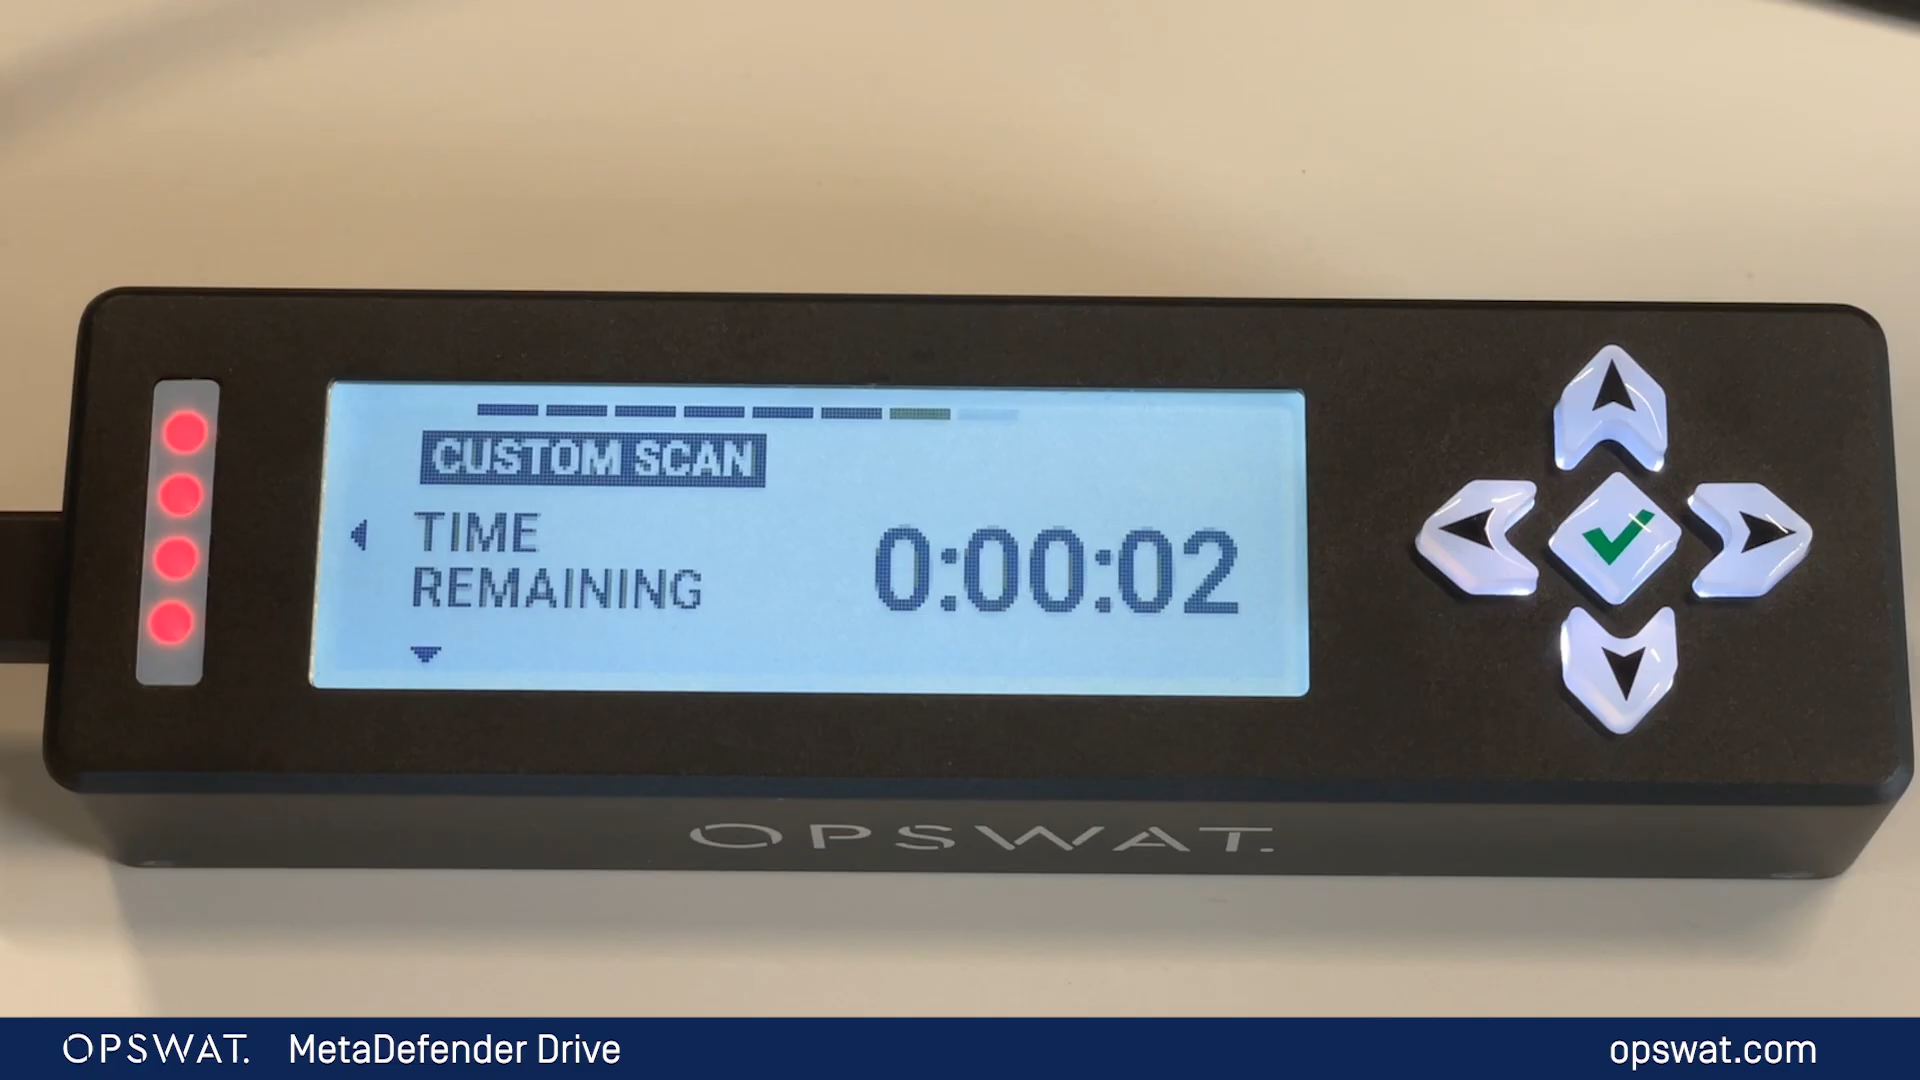 CUSTOM SCAN
TIME
REMAINING
0:00:02
OPSWAT.
OPSWAT. MetaDefender Drive
opswat.com